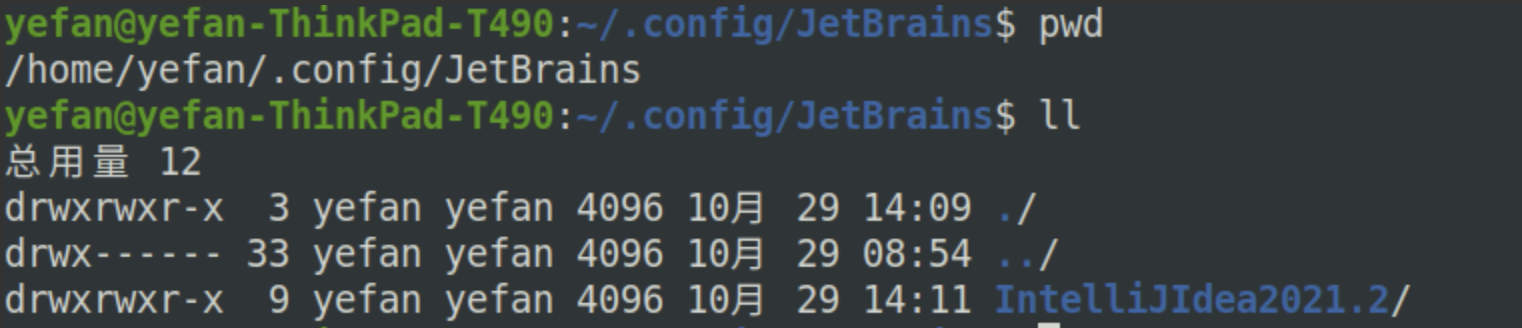 yefan@yefan-ThinkPad-T490:~/.config/JetBrains$ pwd
/home/yefan/.config/JetBrains
yefan@yefan-ThinkPad-T490:~/.config/JetBrains$ ll
总用量 12
drwxrwxr-x  3 yefan yefan 4096 10月 29 14:09 ./
drwx------ 33 yefan yefan 4096 10月 29 08:54 ../
drwxrwxr-x  9 yefan yefan 4096 10月 29 14:11 IntelliJIdea2021.2/